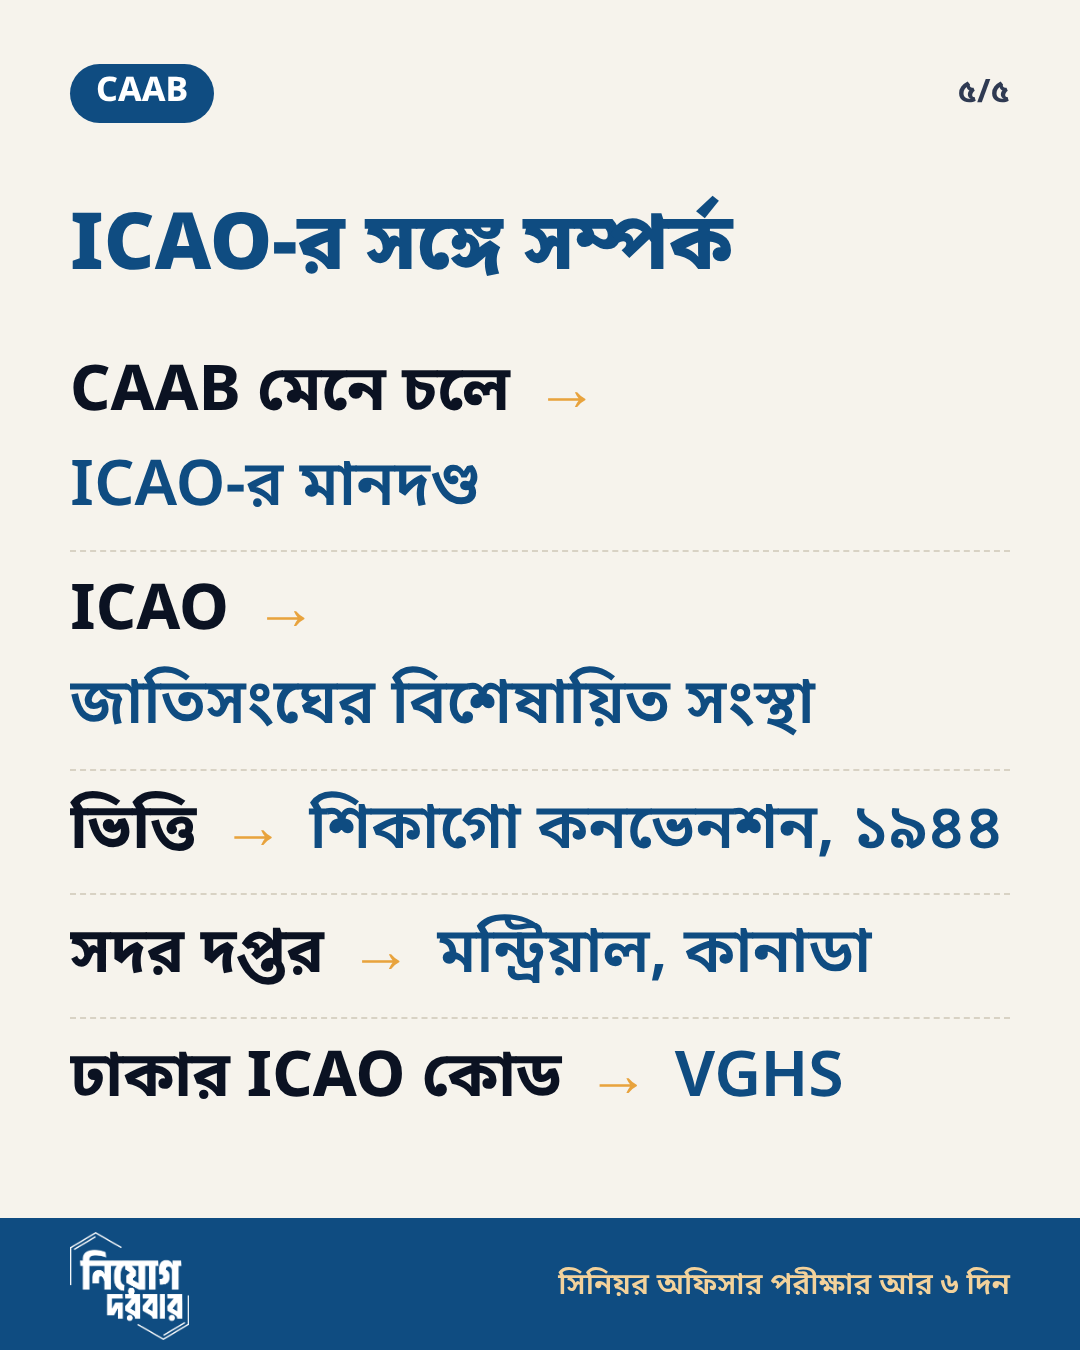 CAAB
৫/৫
ICAO-র সঙ্গে সম্পর্ক
CAAB মেনে চলে →
ICAO-র মানদণ্ড
ICAO →
জাতিসংঘের বিশেষায়িত সংস্থা
ভিত্তি → শিকাগো কনভেনশন, ১৯৪৪
সদর দপ্তর → মন্ট্রিয়াল, কানাডা
ঢাকার ICAO কোড → VGHS
নিয়োগ
দরবার
সিনিয়র অফিসার পরীক্ষার আর ৬ দিন